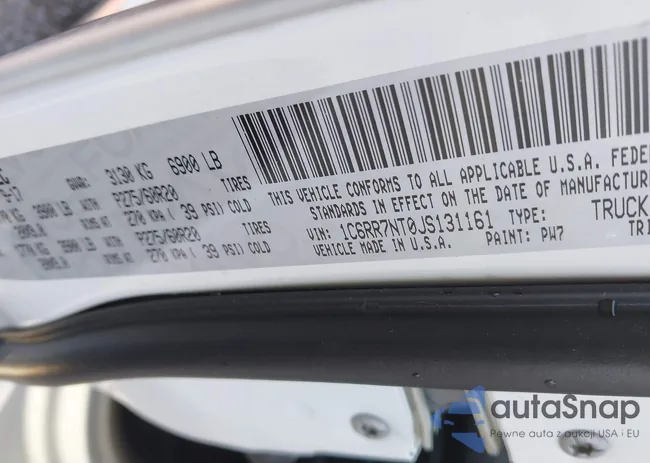 GVWR: 3130 KG 6900 LB
TIRES
P275/60R20
270 KPA ( 39 PSI) COLD
TIRES
P275/60R20
270 KPA ( 39 PSI) COLD
THIS VEHICLE CONFORMS TO ALL APPLICABLE U.S.A. FEDE
STANDARDS IN EFFECT ON THE DATE OF MANUFACTUR
VIN: 1C6RR7NT0JS131161 TYPE: TRUCK
VEHICLE MADE IN U.S.A. PAINT: PW7 TRI
autaSnap
Pewne auta z aukcji USA i EU